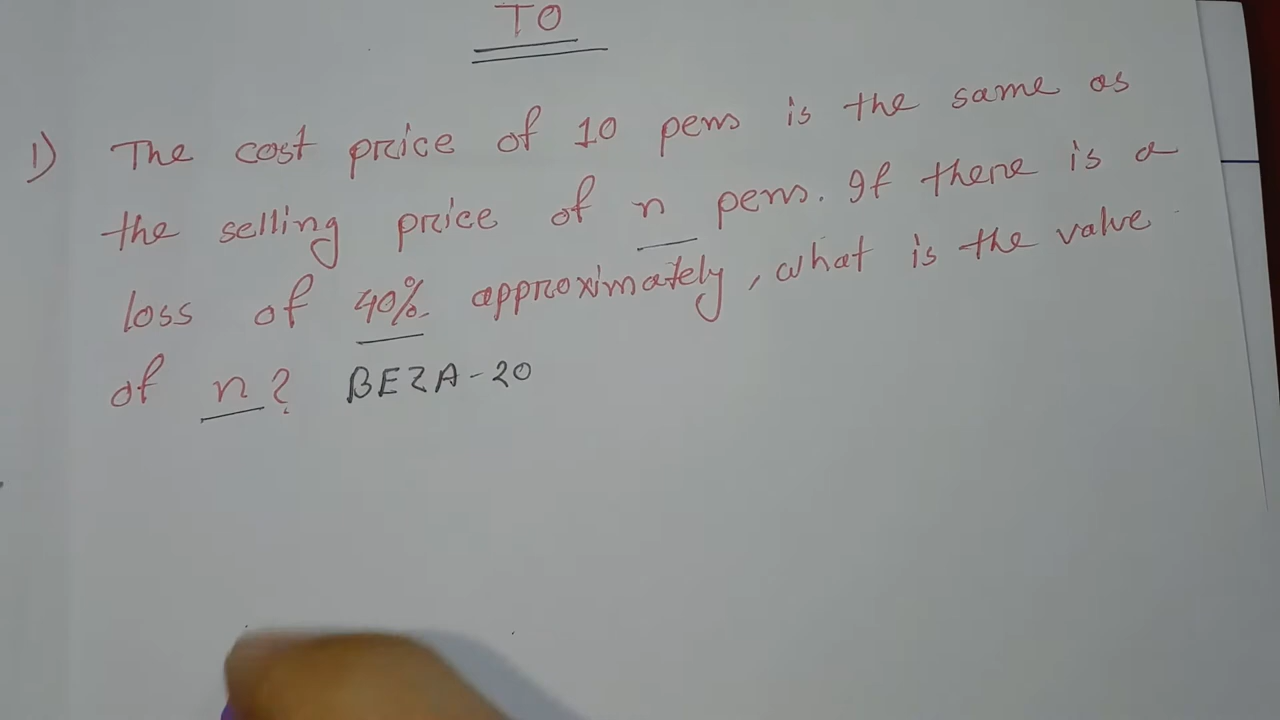 TO
1) The cost price of 10 pens is the same as
the selling price of n pens. If there is a
loss of 40% approximately, what is the value
of n? BEZA-20